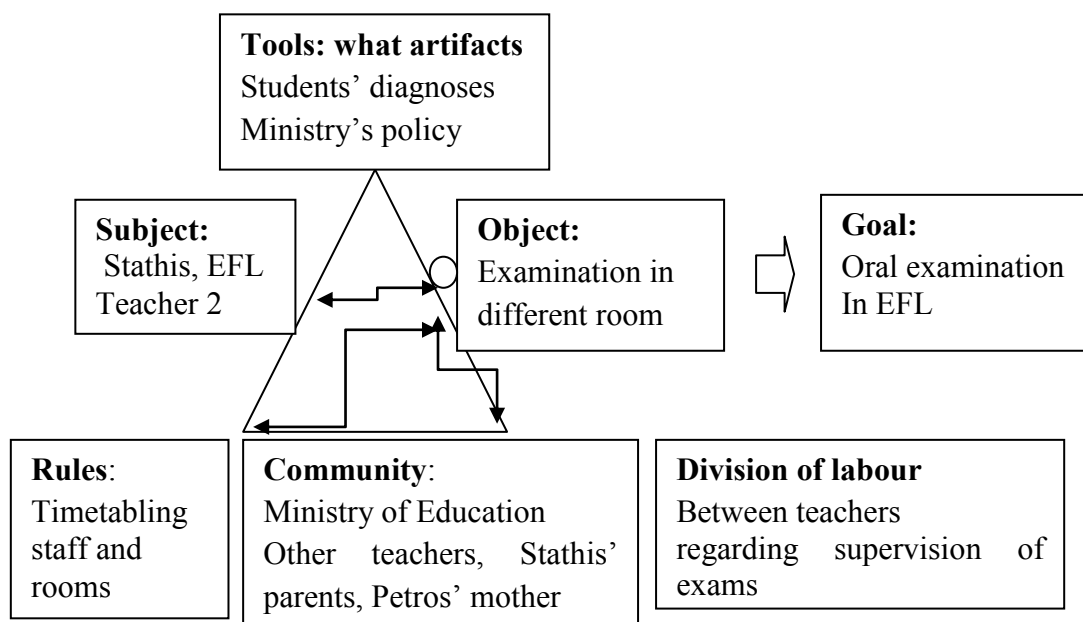 Tools: what artifacts
Students’ diagnoses
Ministry’s policy
Subject:
Stathis, EFL
Teacher 2
Object:
Examination in
different room
Goal:
Oral examination
In EFL
Rules:
Timetabling
staff and
rooms
Community:
Ministry of Education
Other teachers, Stathis’
parents, Petros’ mother
Division of labour
Between teachers
regarding supervision of
exams